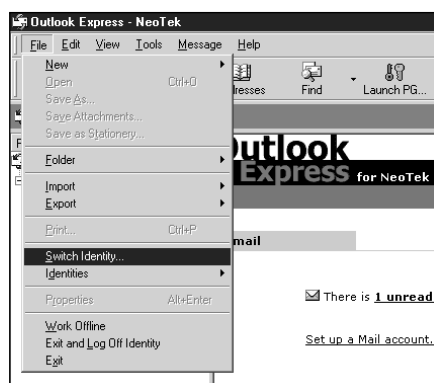 Outlook Express - NeoTek
File Edit View Tools Message Help
New
Open Ctrl+O
Save As...
Save Attachments...
Save as Stationery...
Folder
Import
Export
Print... Ctrl+P
Switch Identity...
Identities
Properties Alt+Enter
Work Offline
Exit and Log Off Identity
Exit
resses Find Launch PG...
utlook
Express for NeoTek
mail
There is 1 unread
Set up a Mail account.